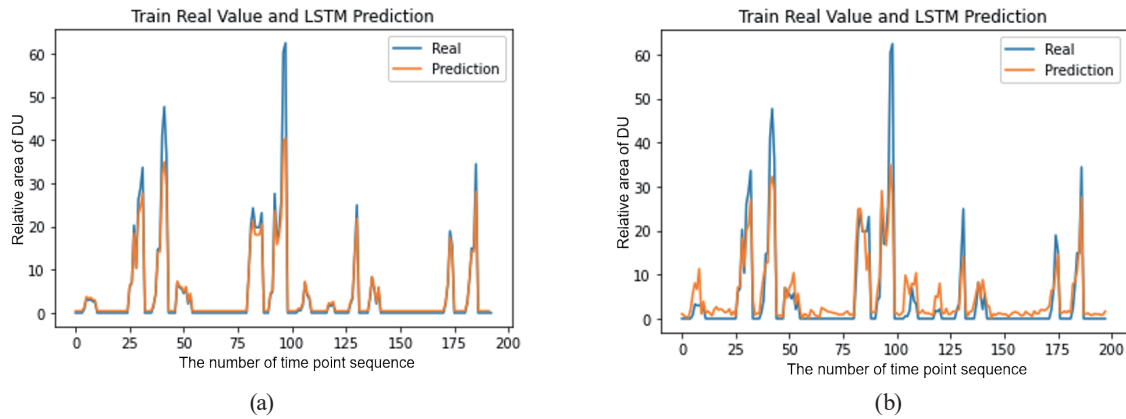 Train Real Value and LSTM Prediction
Real
Prediction
60
50
40
30
20
10
0
Relative area of DU
0 25 50 75 100 125 150 175 200
The number of time point sequence
(a)
Train Real Value and LSTM Prediction
Real
Prediction
60
50
40
30
20
10
0
Relative area of DU
0 25 50 75 100 125 150 175 200
The number of time point sequence
(b)